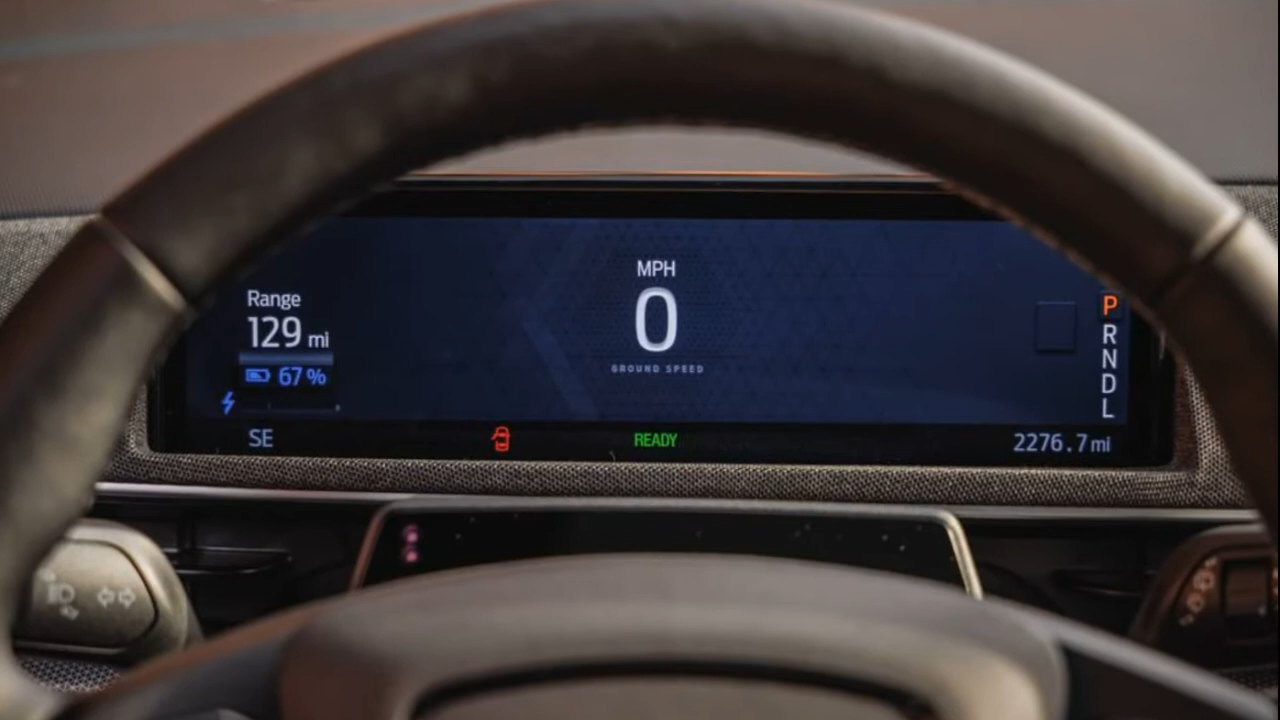 MPH
0
GROUND SPEED
Range
129 mi
67 %
P
R
N
D
L
SE
READY
2276.7 mi